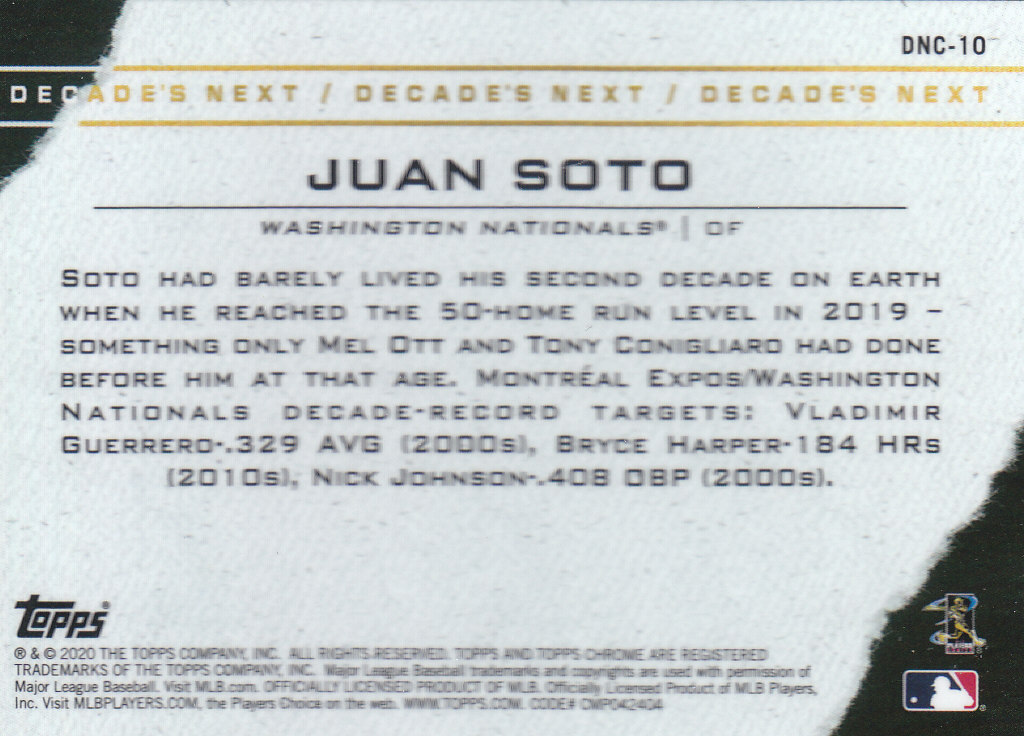 DNC-10
DECADE'S NEXT / DECADE'S NEXT / DECADE'S NEXT
JUAN SOTO
WASHINGTON NATIONALS® | OF
SOTO HAD BARELY LIVED HIS SECOND DECADE ON EARTH
WHEN HE REACHED THE 50-HOME RUN LEVEL IN 2019 –
SOMETHING ONLY MEL OTT AND TONY CONIGLIARO HAD DONE
BEFORE HIM AT THAT AGE. MONTRÉAL EXPOS/WASHINGTON
NATIONALS DECADE-RECORD TARGETS: VLADIMIR
GUERRERO-.329 AVG (2000s), BRYCE HARPER-184 HRs
(2010s), NICK JOHNSON-.408 OBP (2000s).
topps®
® & © 2020 THE TOPPS COMPANY, INC. ALL RIGHTS RESERVED. TOPPS AND TOPPS CHROME ARE REGISTERED
TRADEMARKS OF THE TOPPS COMPANY, INC. Major League Baseball trademarks and copyrights are used with permission of
Major League Baseball. Visit MLB.com. OFFICIALLY LICENSED PRODUCT OF MLB. Officially Licensed Product of MLB Players,
Inc. Visit MLBPLAYERS.COM, the Players Choice on the web. WWW.TOPPS.COM. CODE# CMP042404